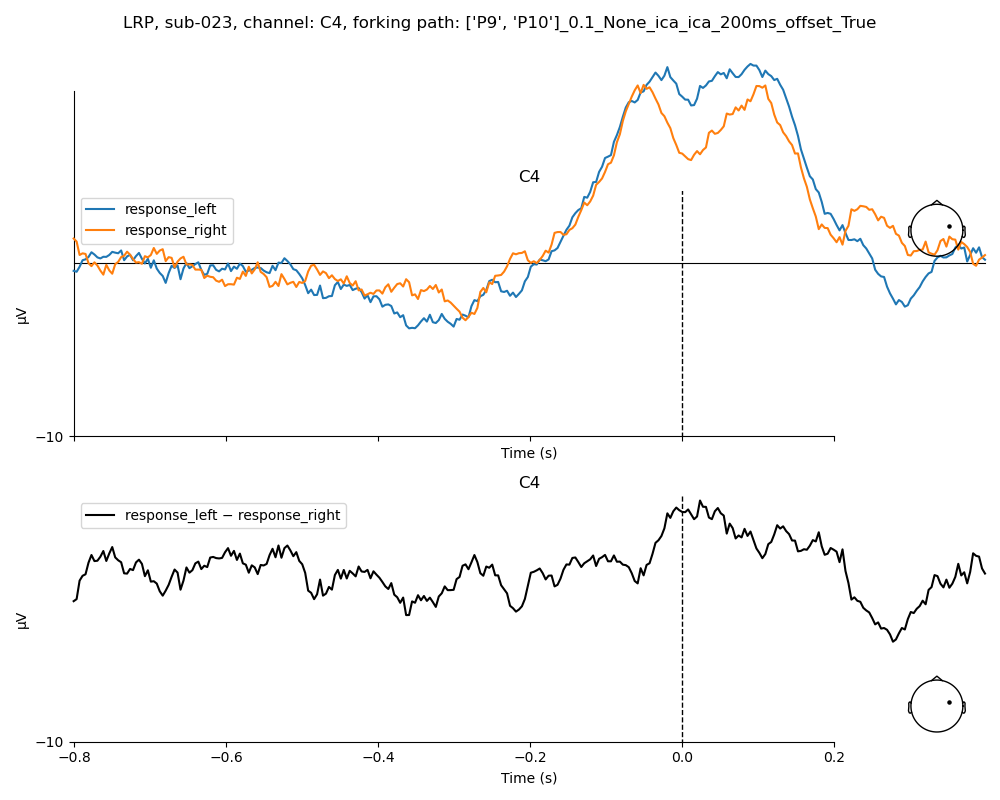 LRP, sub-023, channel: C4, forking path: ['P9', 'P10']_0.1_None_ica_ica_200ms_offset_True
C4
response_left
response_right
µV
−10
Time (s)
C4
response_left − response_right
µV
−10
−0.8
−0.6
−0.4
−0.2
0.0
0.2
Time (s)